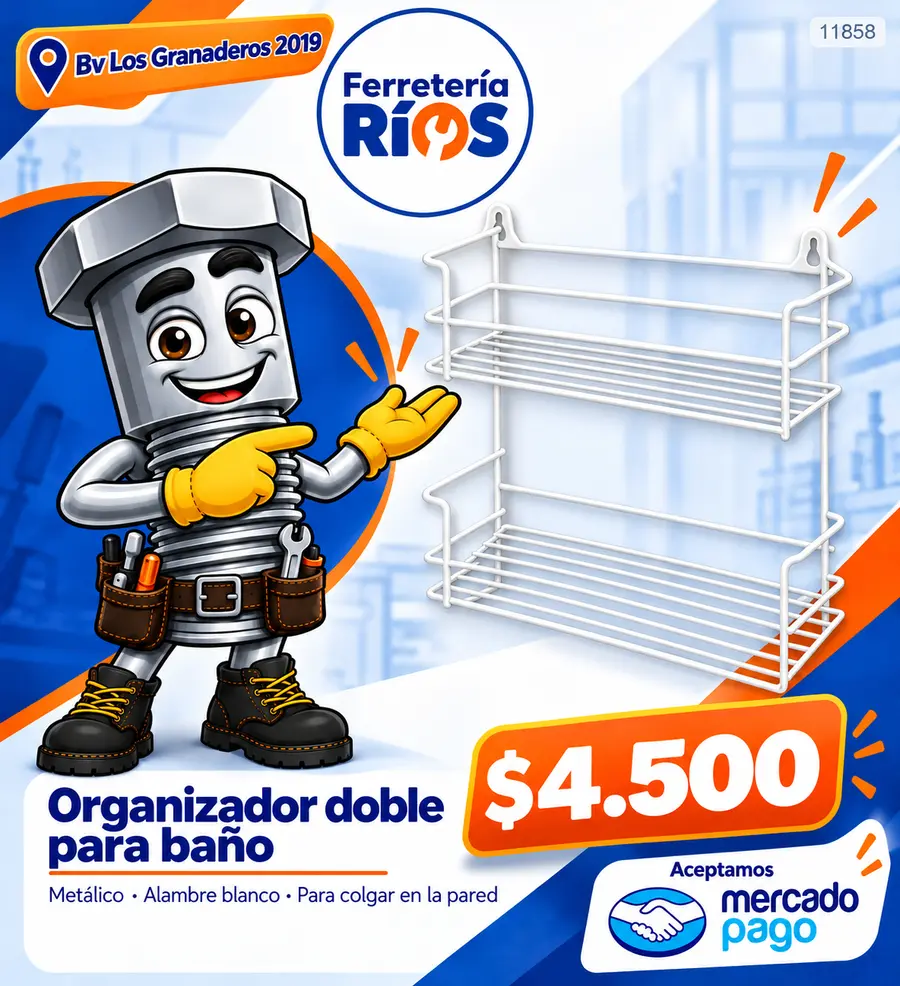 Bv Los Granaderos 2019
Ferretería
RÍOS
11858
$4.500
Organizador doble
para baño
Metálico • Alambre blanco • Para colgar en la pared
Aceptamos
mercado
pago